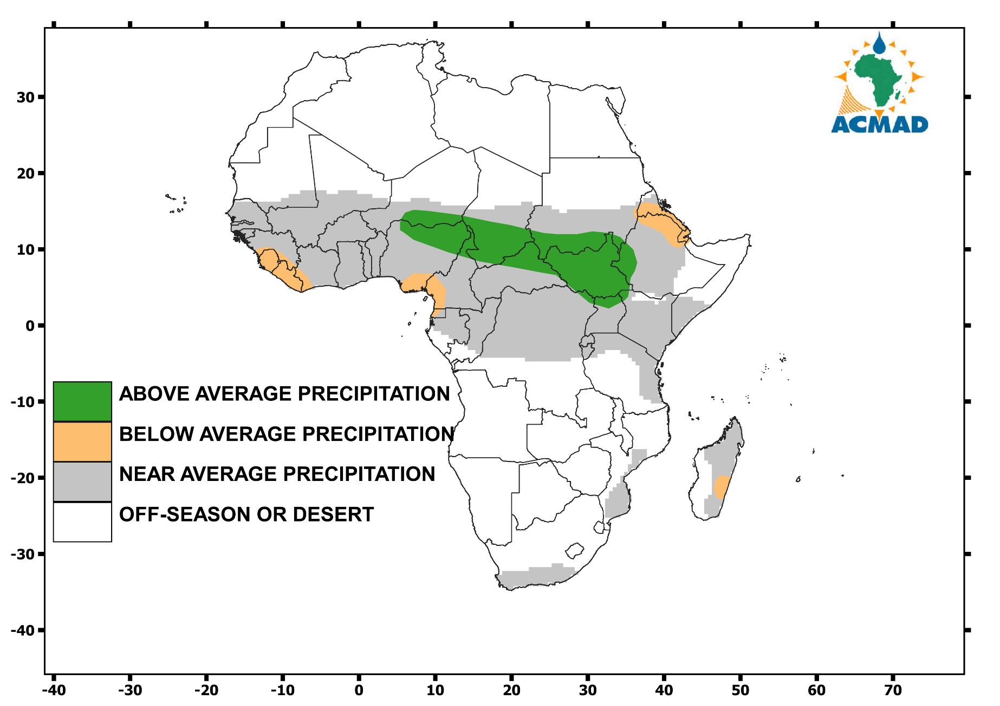 ACMAD
30
20
10
0
-10
-20
-30
-40
ABOVE AVERAGE PRECIPITATION
BELOW AVERAGE PRECIPITATION
NEAR AVERAGE PRECIPITATION
OFF-SEASON OR DESERT
-40 -30 -20 -10 0 10 20 30 40 50 60 70